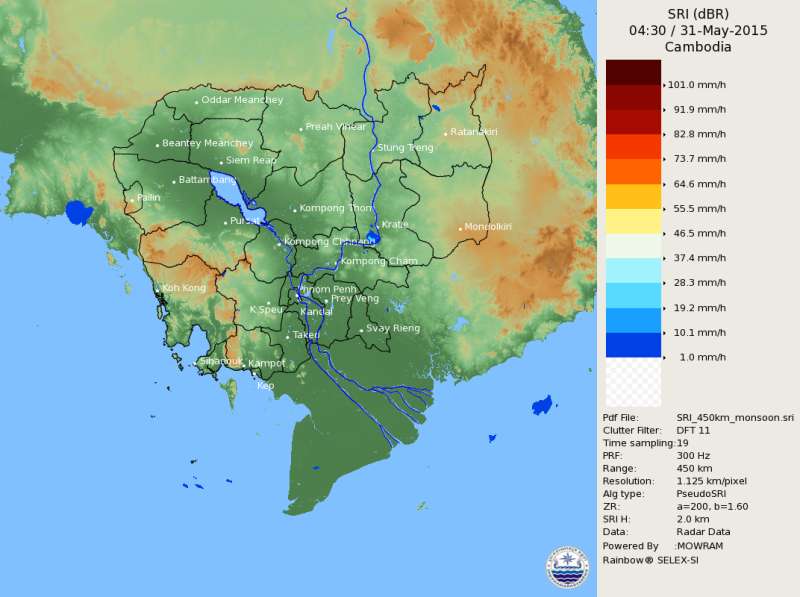 SRI (dBR)
04:30 / 31-May-2015
Cambodia
101.0 mm/h
91.9 mm/h
82.8 mm/h
73.7 mm/h
64.6 mm/h
55.5 mm/h
46.5 mm/h
37.4 mm/h
28.3 mm/h
19.2 mm/h
10.1 mm/h
1.0 mm/h
Pdf File: SRI_450km_monsoon.sri
Clutter Filter: DFT 11
Time sampling:19
PRF: 300 Hz
Range: 450 km
Resolution: 1.125 km/pixel
Alg type: PseudoSRI
ZR: a=200, b=1.60
SRI H: 2.0 km
Data: Radar Data
Powered By :MOWRAM
Rainbow® SELEX-SI
Oddar Meanchey
Preah Vihear
Ratanakiri
Beantey Meanchey
Stung Treng
Siem Reap
Battambang
Pailin
Kompong Thom
Pursat
Kratie
Mondolkiri
Kompong Chhnang
Kompong Cham
Koh Kong
Phnom Penh
Prey Veng
K Speu
Kandal
Svay Rieng
Takeo
Sihanouk
Kampot
Kep